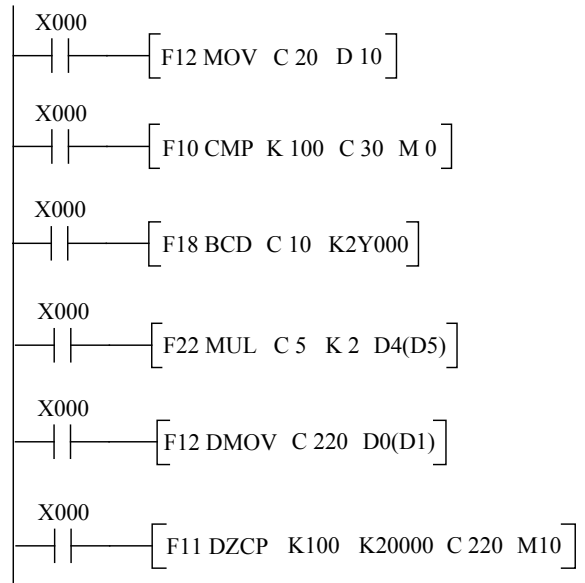 X000
F12 MOV C 20 D 10
X000
F10 CMP K 100 C 30 M 0
X000
F18 BCD C 10 K2Y000
X000
F22 MUL C 5 K 2 D4(D5)
X000
F12 DMOV C 220 D0(D1)
X000
F11 DZCP K100 K20000 C 220 M10